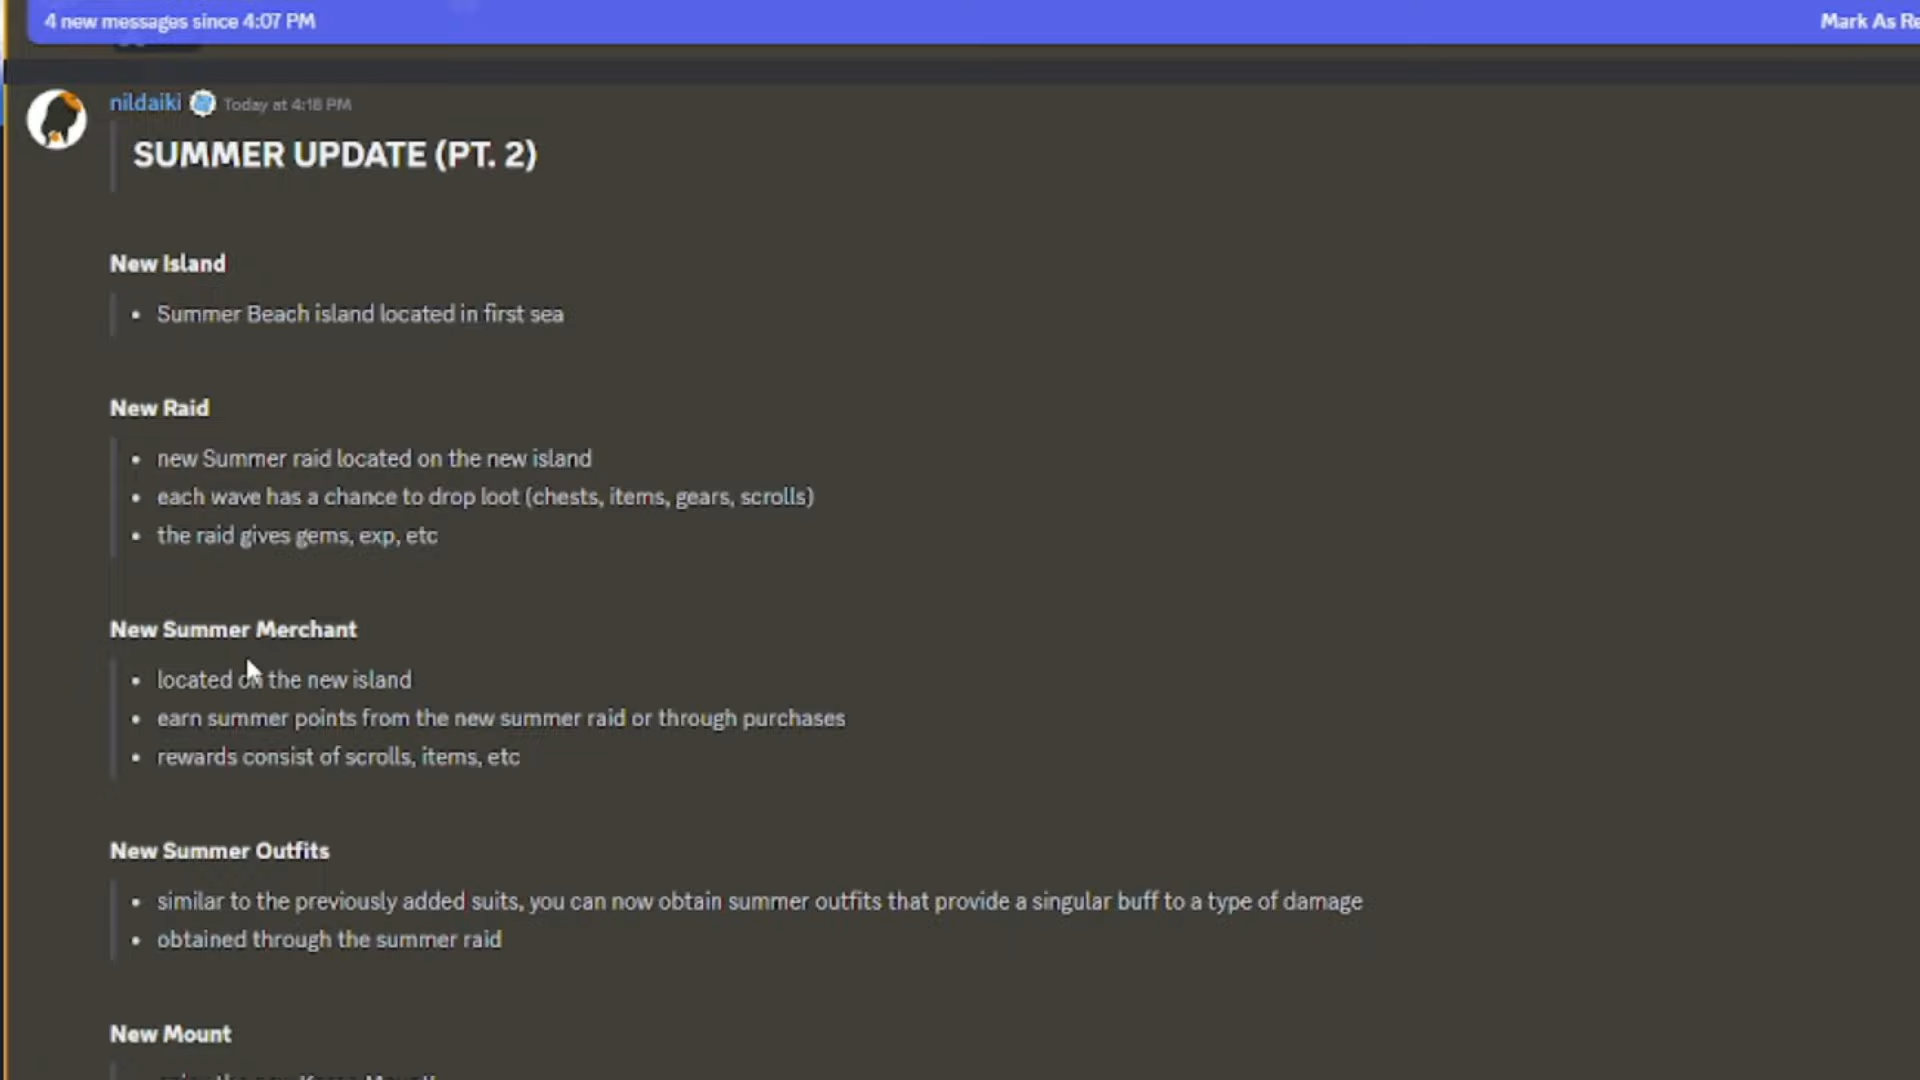 4 new messages since 4:07 PM
Mark As Re
nildaiki Today at 4:18 PM
SUMMER UPDATE (PT. 2)
New Island
• Summer Beach island located in first sea
New Raid
• new Summer raid located on the new island
• each wave has a chance to drop loot (chests, items, gears, scrolls)
• the raid gives gems, exp, etc
New Summer Merchant
• located on the new island
• earn summer points from the new summer raid or through purchases
• rewards consist of scrolls, items, etc
New Summer Outfits
• similar to the previously added suits, you can now obtain summer outfits that provide a singular buff to a type of damage
• obtained through the summer raid
New Mount